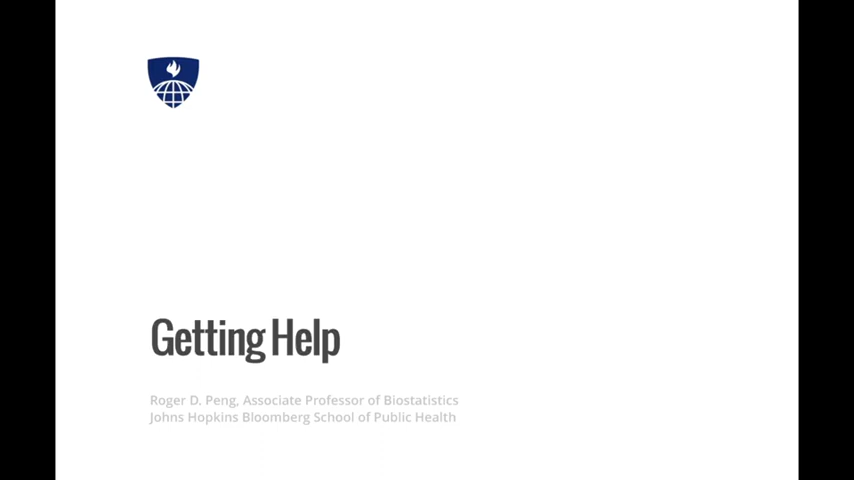 Getting Help
Roger D. Peng, Associate Professor of Biostatistics
Johns Hopkins Bloomberg School of Public Health